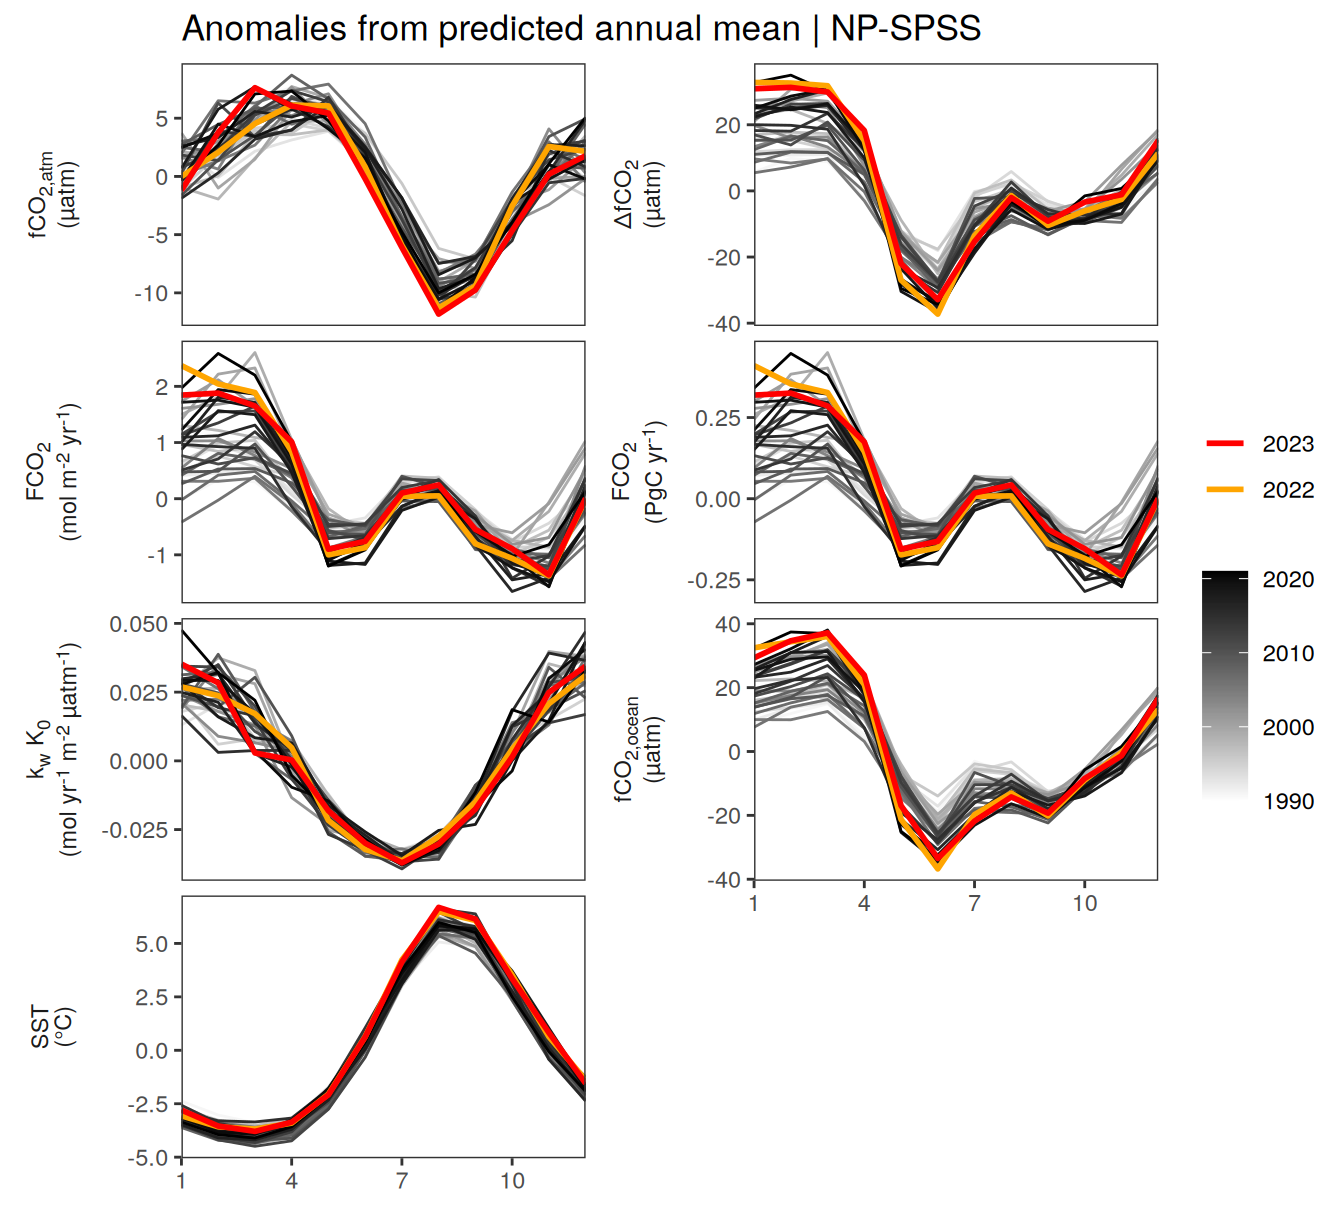 Anomalies from predicted annual mean | NP-SPSS
fCO2,atm
(µatm)
5
0
-5
-10
ΔfCO2
(µatm)
20
0
-20
-40
FCO2
(mol m-2 yr-1)
2
1
0
-1
FCO2
(PgC yr-1)
0.25
0.00
-0.25
kw K0
(mol yr-1 m-2 µatm-1)
0.050
0.025
0.000
-0.025
fCO2,ocean
(µatm)
40
20
0
-20
-40
1 4 7 10
SST
(°C)
5.0
2.5
0.0
-2.5
-5.0
1 4 7 10
2023
2022
2020
2010
2000
1990